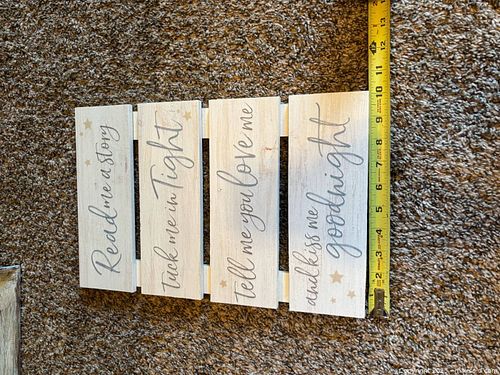 Read me a story
tuck me in Tight
tell me you love me
and kiss me
goodnight
2 3 4 5 6 7 8 9 10 11 12 13